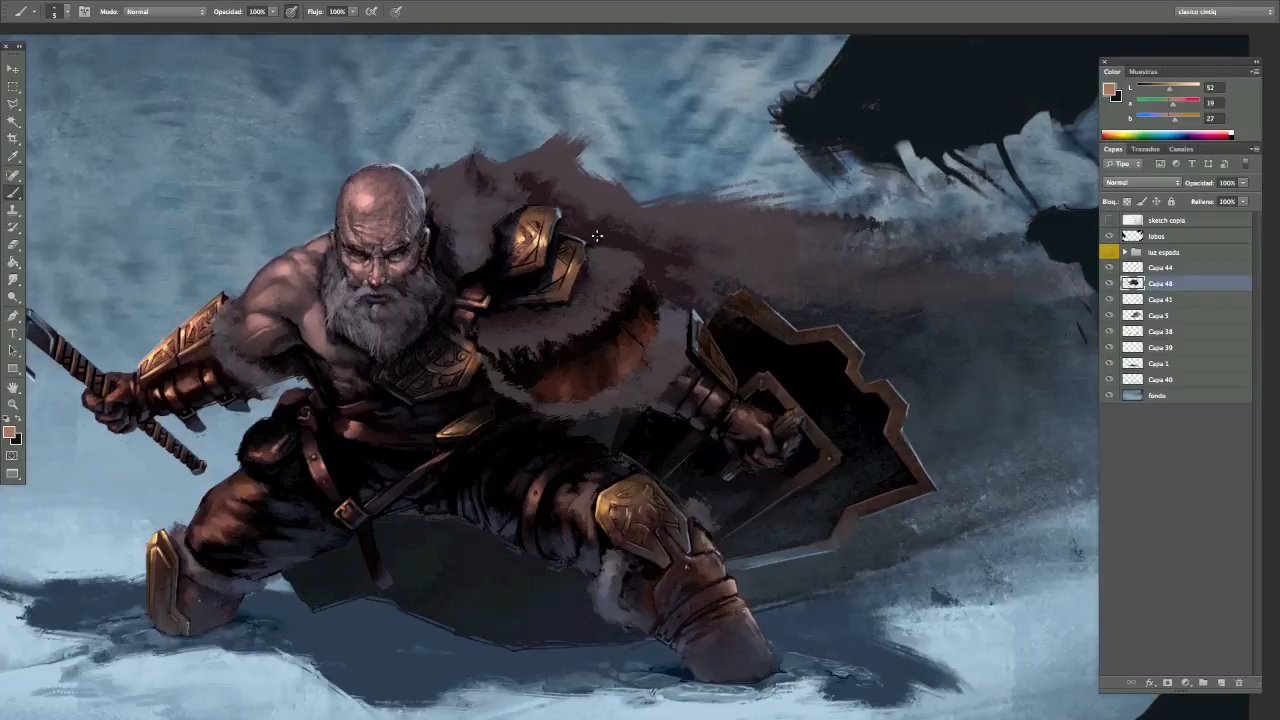 5 Modo: Normal Opacidad: 100% Flujo: 100% clasico cintiq
Color Muestras
L 52
a 19
b 27
Capas Trazados Canales
Tipo
Normal Opacidad: 100%
Bloq.: Relleno: 100%
sketch copia
lobos
luz espada
Capa 44
Capa 48
Capa 41
Capa 5
Capa 38
Capa 39
Capa 1
Capa 40
fondo